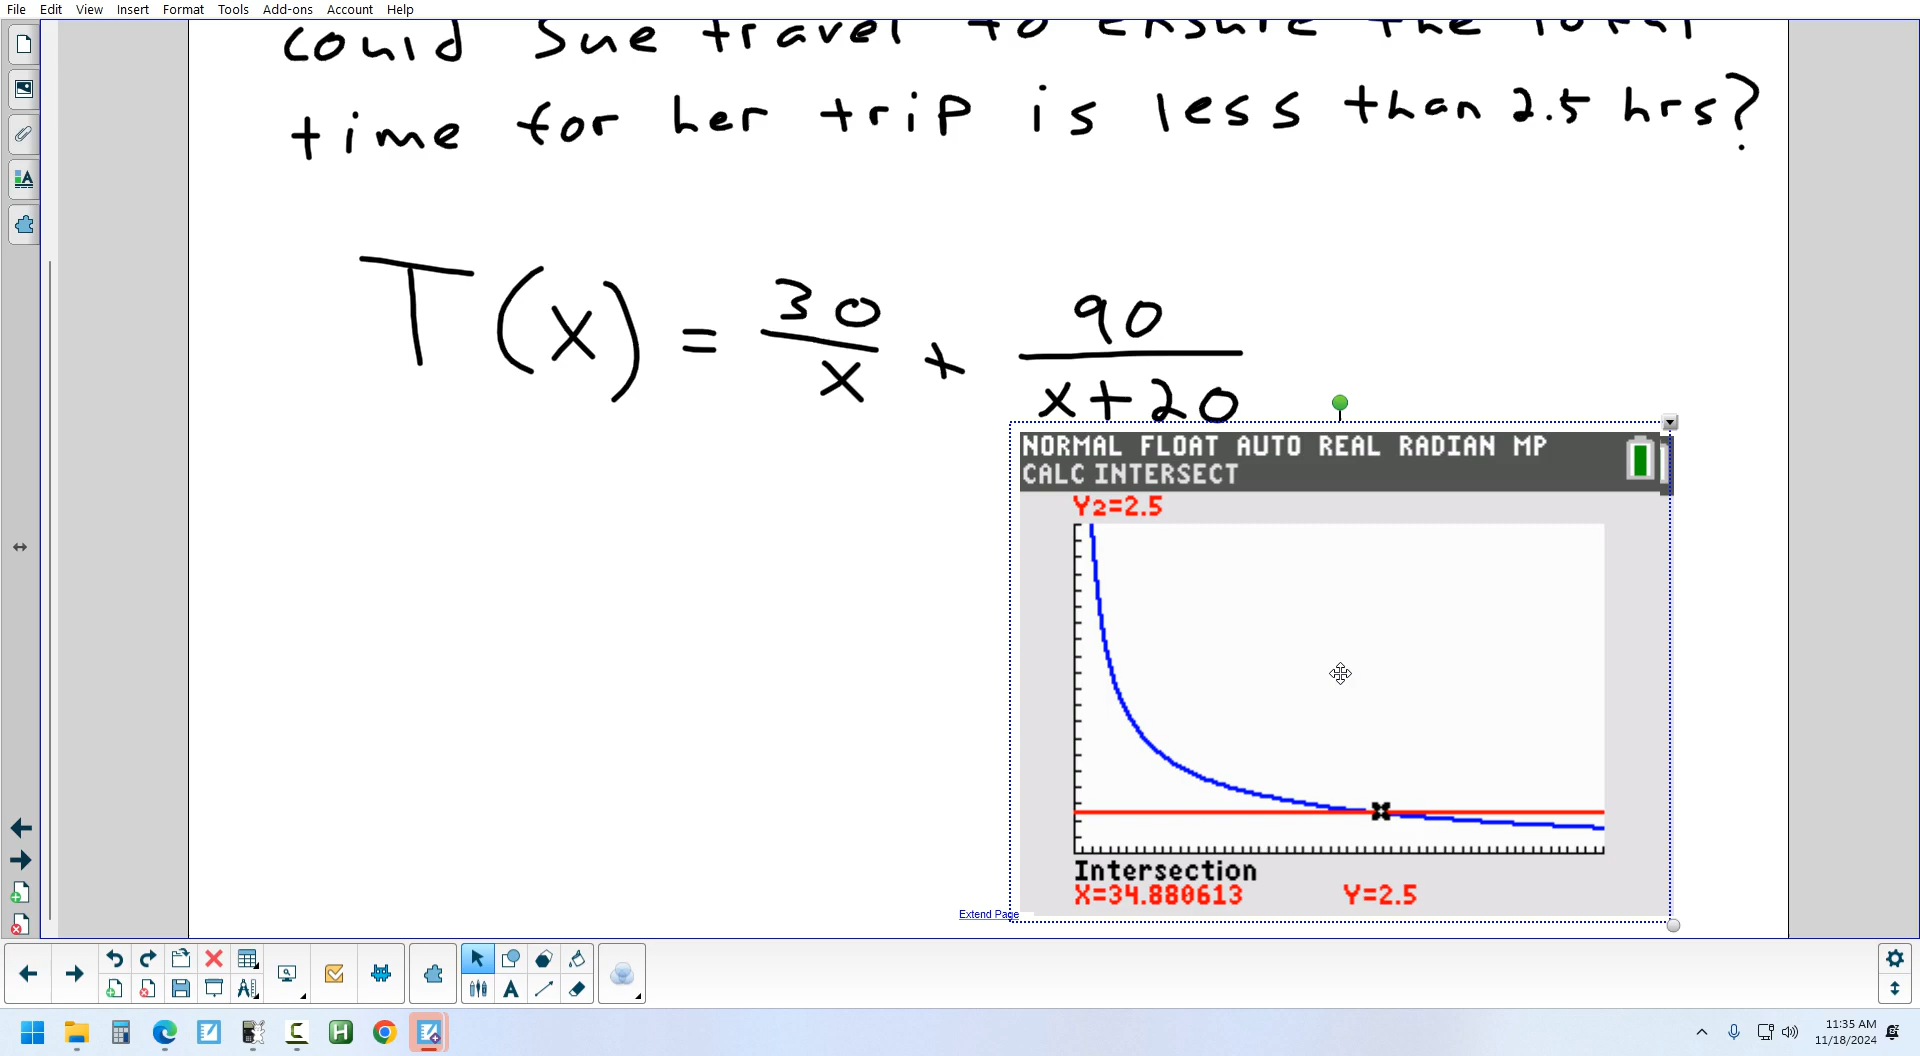 File Edit View Insert Format Tools Add-ons Account Help
could Sue travel to ensure the total
time for her trip is less than 2.5 hrs?
T(x) = 30/x + 90/x+20
NORMAL FLOAT AUTO REAL RADIAN MP
CALC INTERSECT
Y2=2.5
Intersection
X=34.880613 Y=2.5
Extend Page
11:35 AM
11/18/2024